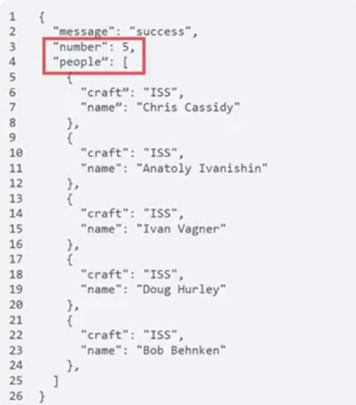 1 {
2 "message": "success",
3 "number": 5,
4 "people": [
5 {
6 "craft": "ISS",
7 "name": "Chris Cassidy"
8 },
9 {
10 "craft": "ISS",
11 "name": "Anatoly Ivanishin"
12 },
13 {
14 "craft": "ISS",
15 "name": "Ivan Vagner"
16 },
17 {
18 "craft": "ISS",
19 "name": "Doug Hurley"
20 },
21 {
22 "craft": "ISS",
23 "name": "Bob Behnken"
24 },
25 ]
26 }